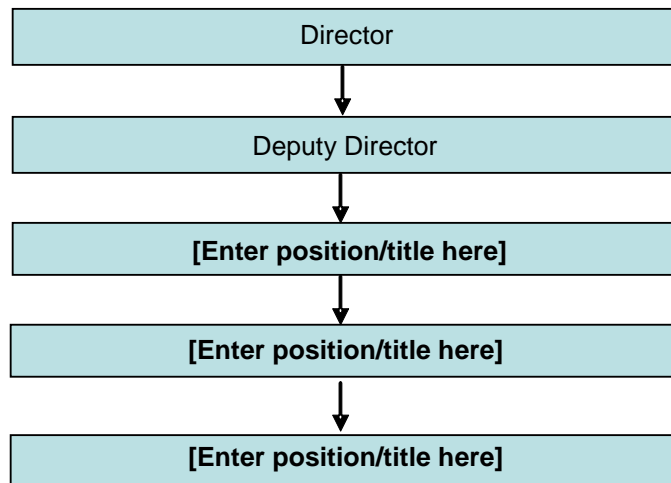 Director
Deputy Director
[Enter position/title here]
[Enter position/title here]
[Enter position/title here]